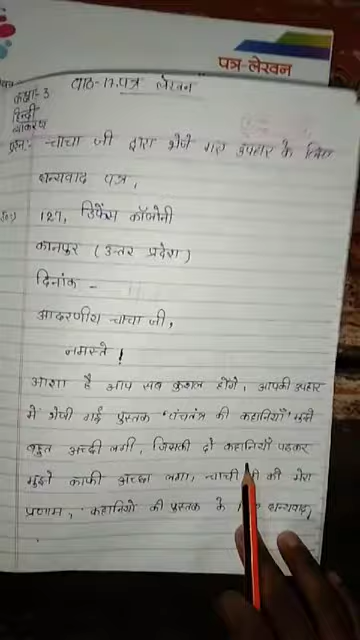 पत्र-लेखन
कक्षा-3
पाठ-17. पत्र लेखन
हिन्दी
व्याकरण
प्रश्न:- चाचा जी द्वारा भेजे गए उपहार के लिए
धन्यवाद पत्र,
127, डिफेंस कॉलोनी
कानपुर (उत्तर प्रदेश)
दिनांक -
आदरणीय चाचा जी,
नमस्ते!
आशा है आप सब कुशल होंगे, आपकी उपहार
में भेजी गई पुस्तक 'पंचतंत्र की कहानियाँ' मुझे
बहुत अच्छी लगी, जिसकी दो कहानियाँ पढ़कर
मुझे काफी अच्छा लगा, चाची जी को मेरा
प्रणाम, कहानियों की पुस्तक के धन्यवाद,